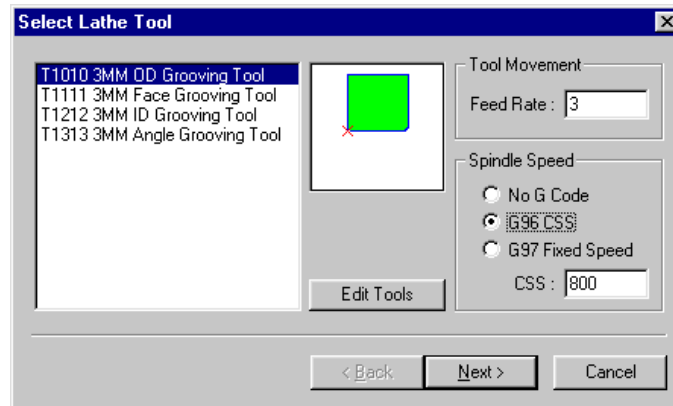 Select Lathe Tool
T1010 3MM OD Grooving Tool
T1111 3MM Face Grooving Tool
T1212 3MM ID Grooving Tool
T1313 3MM Angle Grooving Tool
Edit Tools
Tool Movement
Feed Rate : 3
Spindle Speed
No G Code
G96 CSS
G97 Fixed Speed
CSS : 800
< Back
Next >
Cancel